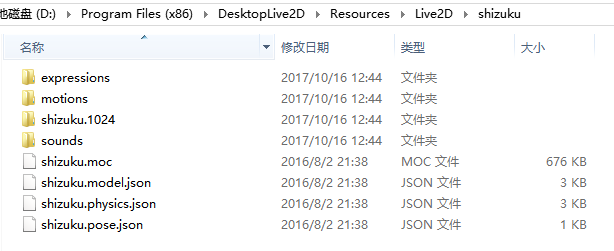 地磁盘 (D:) Program Files (x86) DesktopLive2D Resources Live2D shizuku
名称 修改日期 类型 大小
expressions 2017/10/16 12:44 文件夹
motions 2017/10/16 12:44 文件夹
shizuku.1024 2017/10/16 12:44 文件夹
sounds 2017/10/16 12:44 文件夹
shizuku.moc 2016/8/2 21:38 MOC 文件 676 KB
shizuku.model.json 2016/8/2 21:38 JSON 文件 3 KB
shizuku.physics.json 2016/8/2 21:38 JSON 文件 3 KB
shizuku.pose.json 2016/8/2 21:38 JSON 文件 1 KB